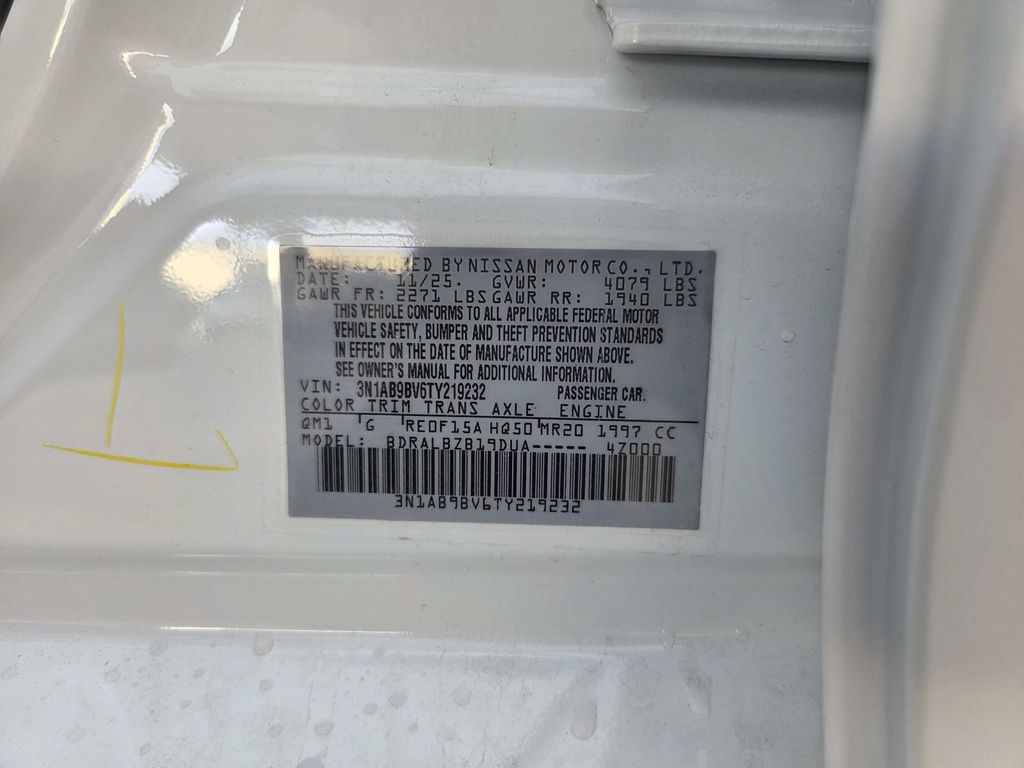 MANUFACTURED BY NISSAN MOTOR CO., LTD.
DATE: 11/25. GVWR: 4079 LBS
GAWR FR: 2271 LBS GAWR RR: 1940 LBS
THIS VEHICLE CONFORMS TO ALL APPLICABLE FEDERAL MOTOR
VEHICLE SAFETY, BUMPER AND THEFT PREVENTION STANDARDS
IN EFFECT ON THE DATE OF MANUFACTURE SHOWN ABOVE.
SEE OWNER'S MANUAL FOR ADDITIONAL INFORMATION.
VIN: 3N1AB9BV6TY219232 PASSENGER CAR.
COLOR TRIM TRANS AXLE ENGINE
QM1 G RE0F15A HQ50 MR20 1997 CC
MODEL: BDRALBZB19DUA----- 4Z000
3N1AB9BV6TY219232